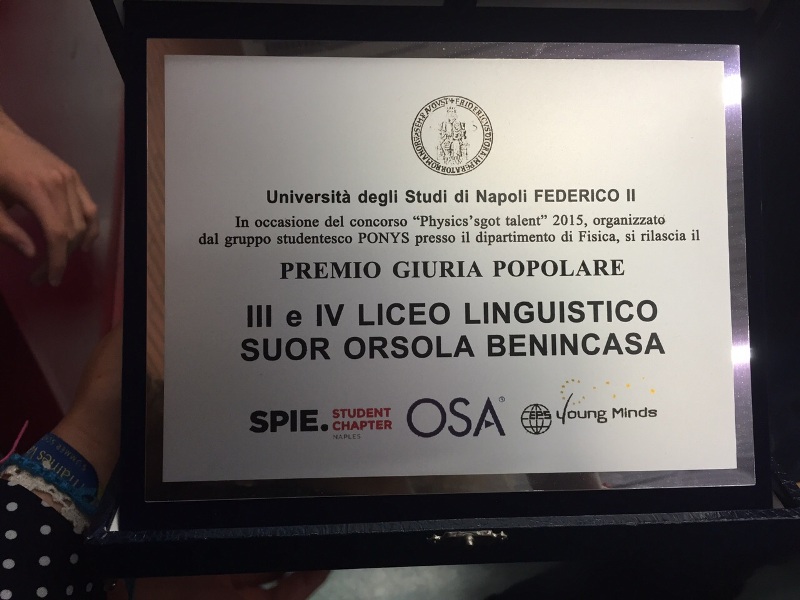 Università degli Studi di Napoli FEDERICO II
In occasione del concorso “Physics’sgot talent” 2015, organizzato
dal gruppo studentesco PONYS presso il dipartimento di Fisica, si rilascia il
PREMIO GIURIA POPOLARE
III e IV LICEO LINGUISTICO
SUOR ORSOLA BENINCASA
SPIE. STUDENT
CHAPTER
NAPLES
OSA®
EPS Young Minds